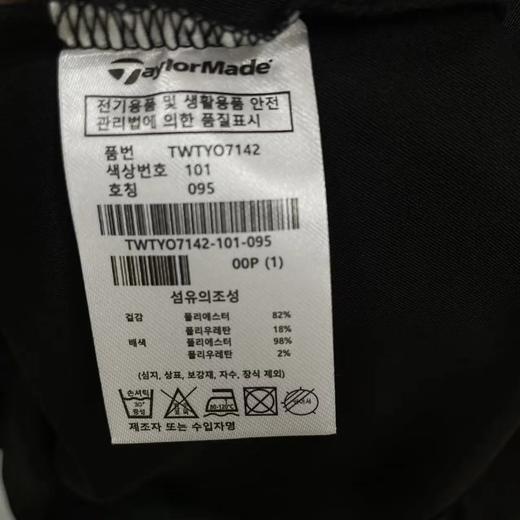 TaylorMade
전기용품 및 생활용품 안전
관리법에 의한 품질표시
품번 TWTYO7142
색상번호 101
호칭 095
TWTYO7142-101-095
00P (1)
섬유의조성
겉감 폴리에스터 82%
폴리우레탄 18%
배색 폴리에스터 98%
폴리우레탄 2%
(심지, 상표, 보강재, 자수, 장식 제외)
손세탁
30°
중성
80-120°C
제조자 또는 수입자명